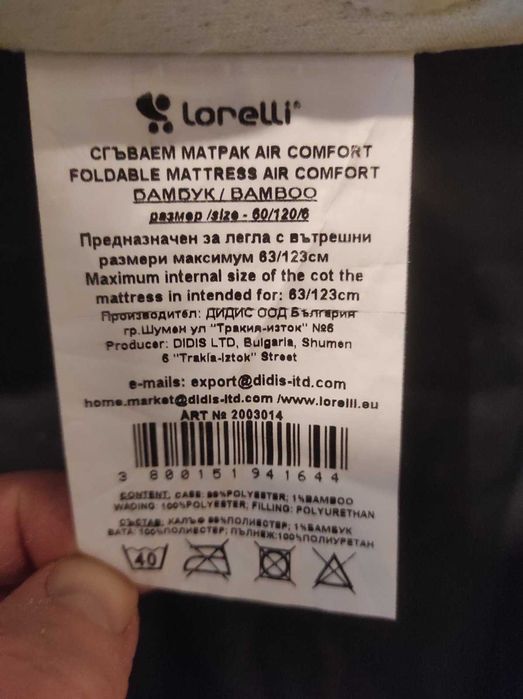 lorelli®
СГЪВАЕМ МАТРАК AIR COMFORT
FOLDABLE MATTRESS AIR COMFORT
БАМБУК / BAMBOO
размер /size - 60/120/6
Предназначен за легла с вътрешни
размери максимум 63/123см
Maximum internal size of the cot the
mattress in intended for: 63/123cm
Производител: ДИДИС ООД България
гр.Шумен ул "Тракия-изток" №6
Producer: DIDIS LTD, Bulgaria, Shumen
6 "Trakia-Iztok" Street
e-mails: export@didis-ltd.com
home.market@didis-ltd.com /www.lorelli.eu
ART № 2003014
3 800151 941644
CONTENT, CASE: 99%POLYESTER; 1%BAMBOO
WADING: 100%POLYESTER; FILLING: POLYURETHAN
СЪСТАВ: КАЛЪФ 99%ПОЛИЕСТЕР; 1%БАМБУК
ВАТА: 100%ПОЛИЕСТЕР; ПЪЛНЕЖ:100%ПОЛИУРЕТАН
40